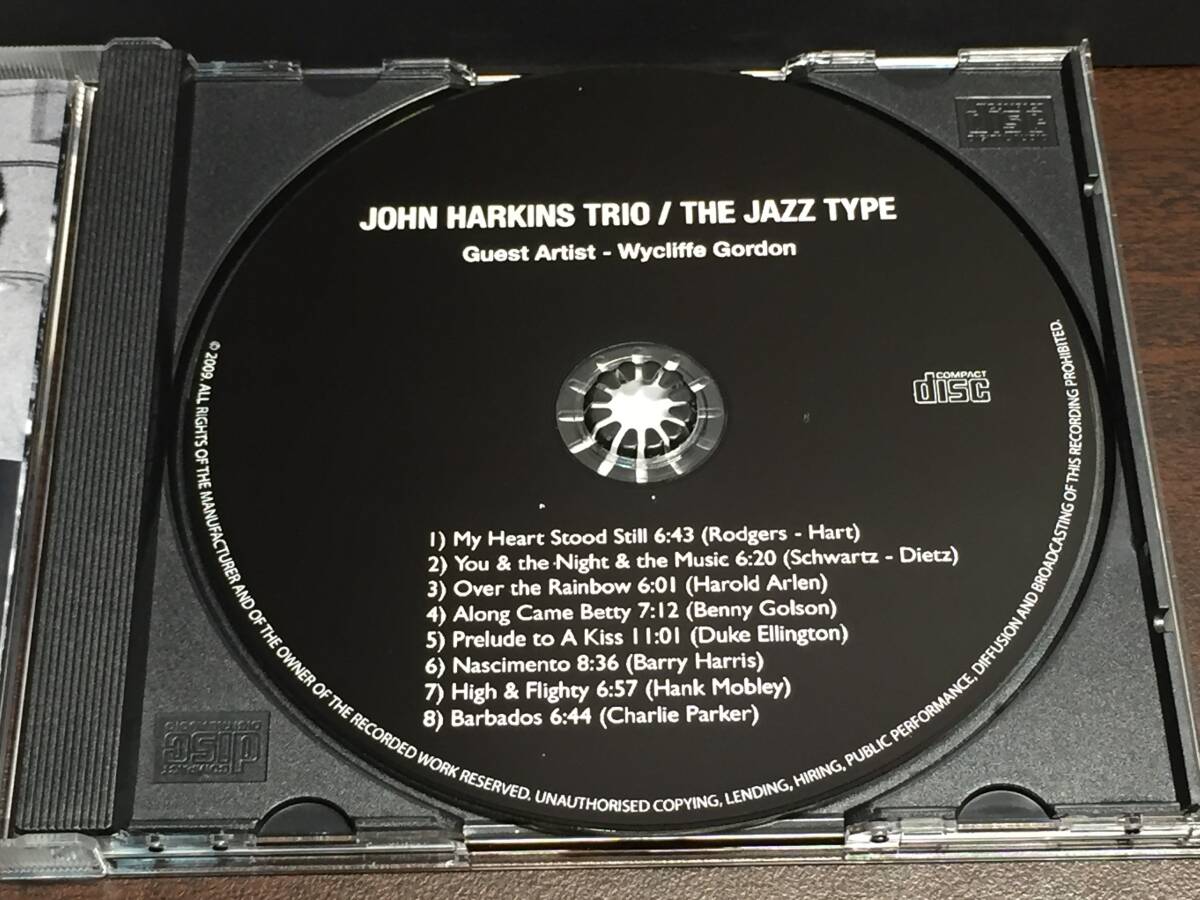 JOHN HARKINS TRIO / THE JAZZ TYPE
Guest Artist - Wycliffe Gordon
COMPACT
disc
1) My Heart Stood Still 6:43 (Rodgers - Hart)
2) You & the Night & the Music 6:20 (Schwartz - Dietz)
3) Over the Rainbow 6:01 (Harold Arlen)
4) Along Came Betty 7:12 (Benny Golson)
5) Prelude to A Kiss 11:01 (Duke Ellington)
6) Nascimento 8:36 (Barry Harris)
7) High & Flighty 6:57 (Hank Mobley)
8) Barbados 6:44 (Charlie Parker)
© 2009. ALL RIGHTS OF THE MANUFACTURER AND OF THE OWNER OF THE RECORDED WORK RESERVED. UNAUTHORISED COPYING, LENDING, HIRING, PUBLIC PERFORMANCE, DIFFUSION AND BROADCASTING OF THIS RECORDING PROHIBITED.